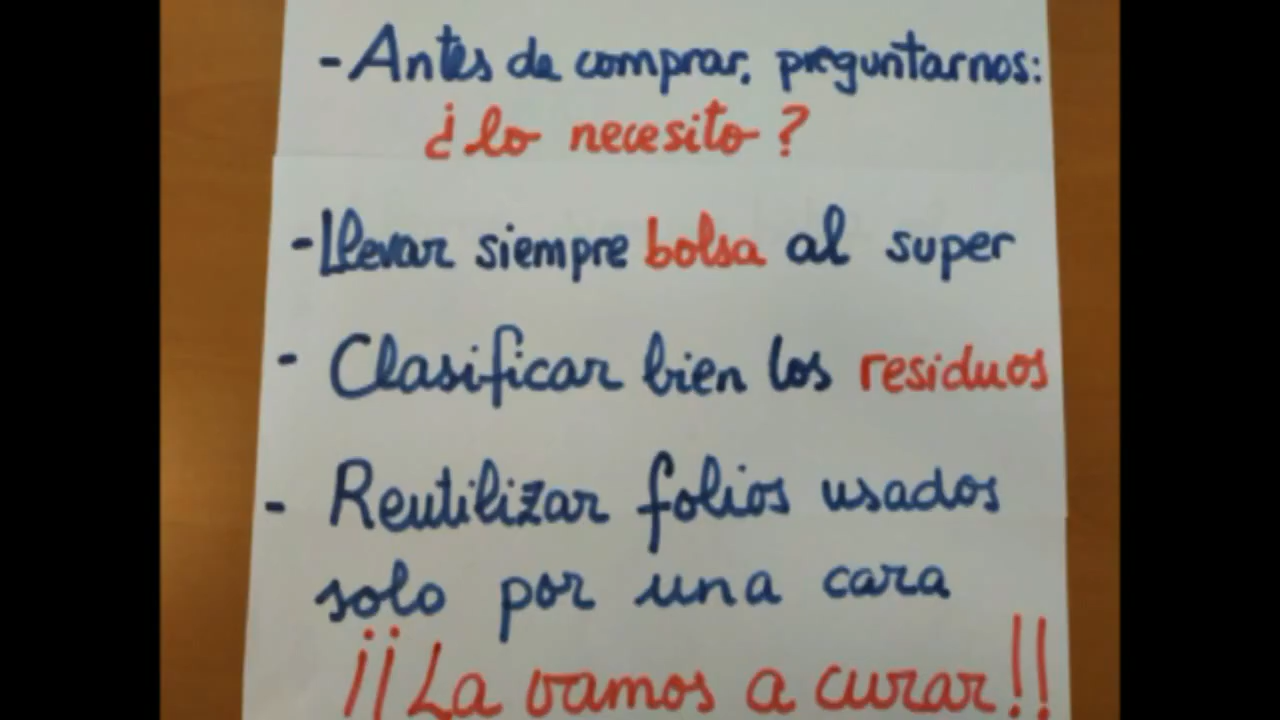 - Antes de comprar, preguntarnos:
¿lo necesito?
- Llevar siempre bolsa al super
- Clasificar bien los residuos
- Reutilizar folios usados
solo por una cara
¡¡La vamos a curar!!